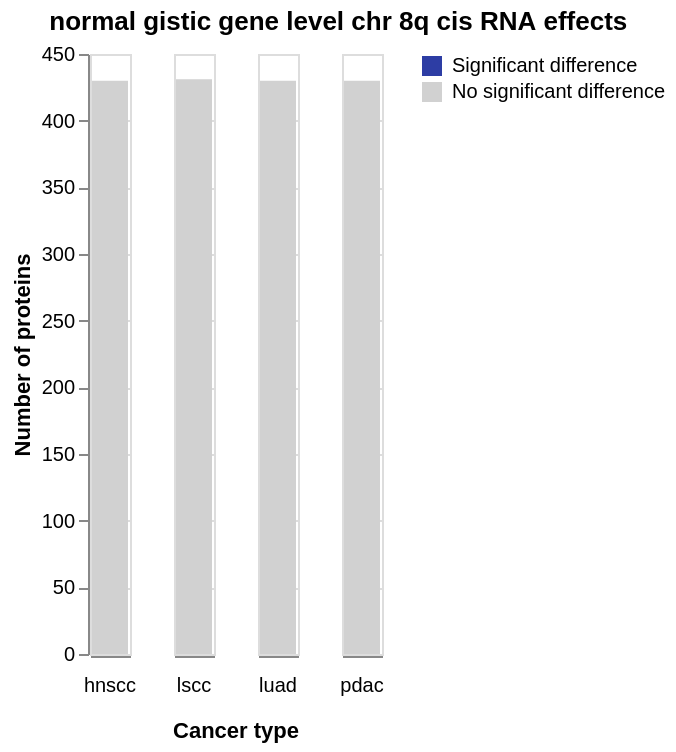 normal gistic gene level chr 8q cis RNA effects
Significant difference
No significant difference
450
400
350
300
250
200
150
100
50
0
Number of proteins
hnscc lscc luad pdac
Cancer type